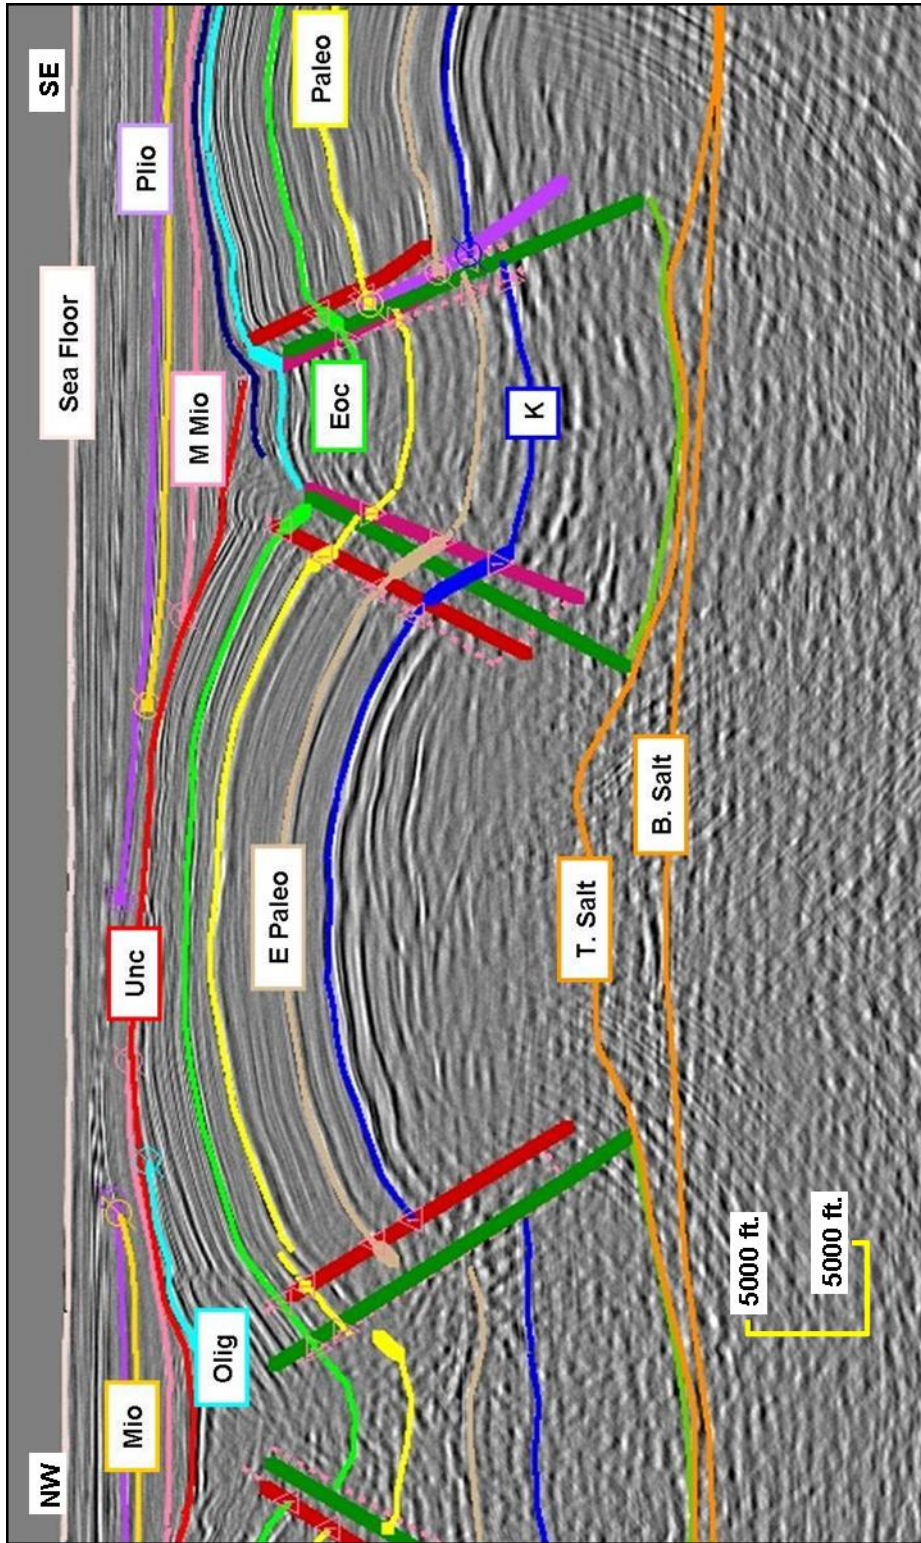 NW
SE
Sea Floor
Plio
Mio
Unc
M Mio
Olig
Eoc
Paleo
E Paleo
K
T. Salt
B. Salt
5000 ft.
5000 ft.